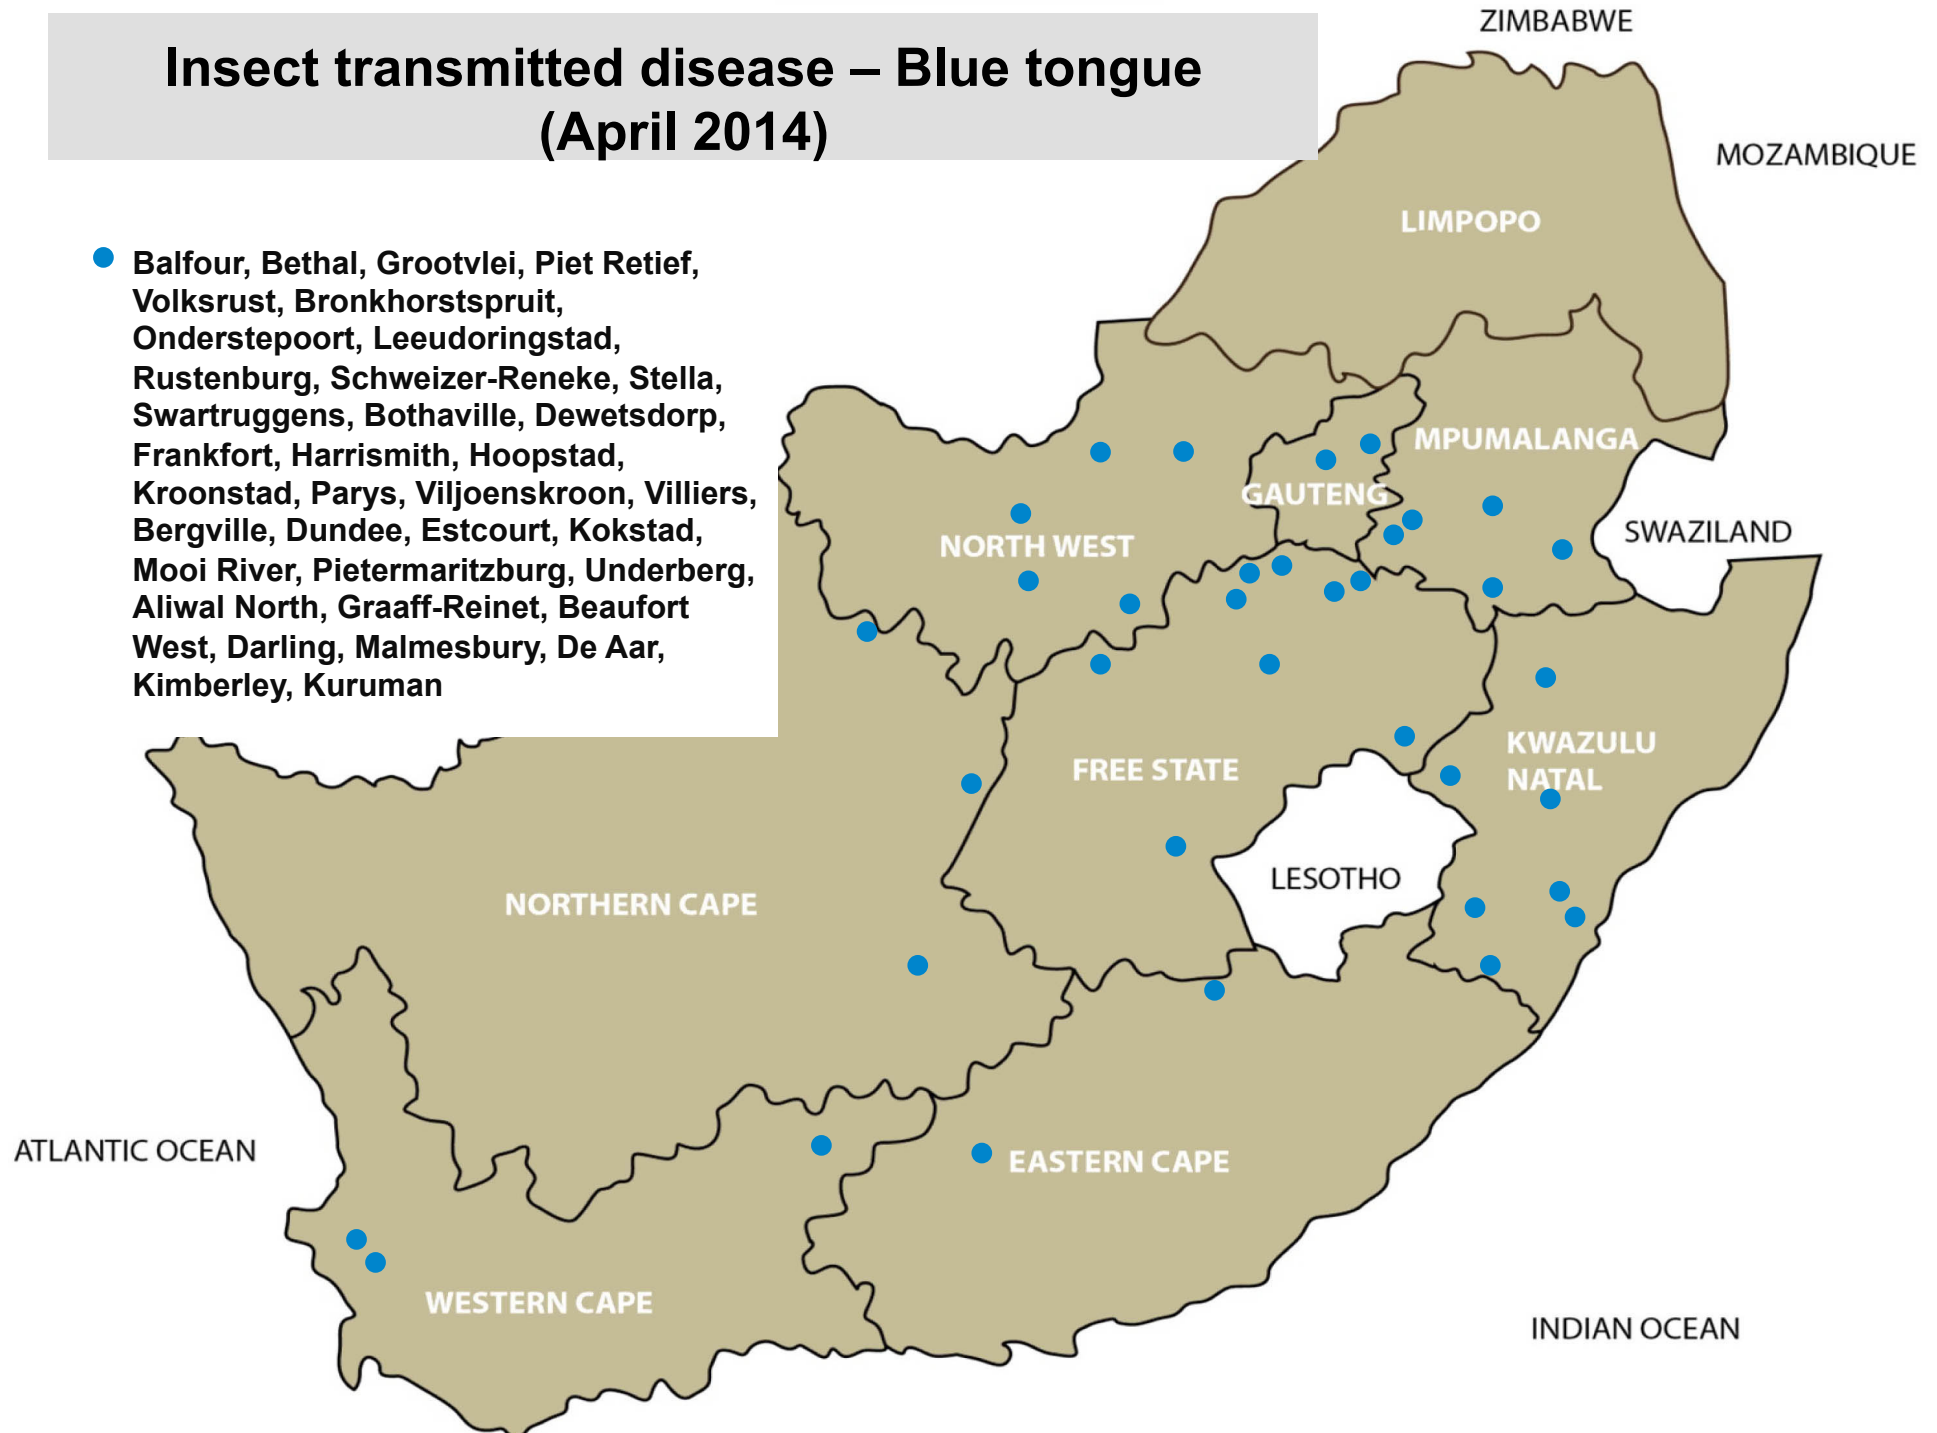 Insect transmitted disease – Blue tongue
(April 2014)
ZIMBABWE
MOZAMBIQUE
LIMPOPO
Balfour, Bethal, Grootvlei, Piet Retief,
Volksrust, Bronkhorstspruit,
Onderstepoort, Leeudoringstad,
Rustenburg, Schweizer-Reneke, Stella,
Swartruggens, Bothaville, Dewetsdorp,
Frankfort, Harrismith, Hoopstad,
Kroonstad, Parys, Viljoenskroon, Villiers,
Bergville, Dundee, Estcourt, Kokstad,
Mooi River, Pietermaritzburg, Underberg,
Aliwal North, Graaff-Reinet, Beaufort
West, Darling, Malmesbury, De Aar,
Kimberley, Kuruman
MPUMALANGA
GAUTENG
SWAZILAND
NORTH WEST
KWAZULU
NATAL
FREE STATE
LESOTHO
NORTHERN CAPE
ATLANTIC OCEAN
EASTERN CAPE
WESTERN CAPE
INDIAN OCEAN